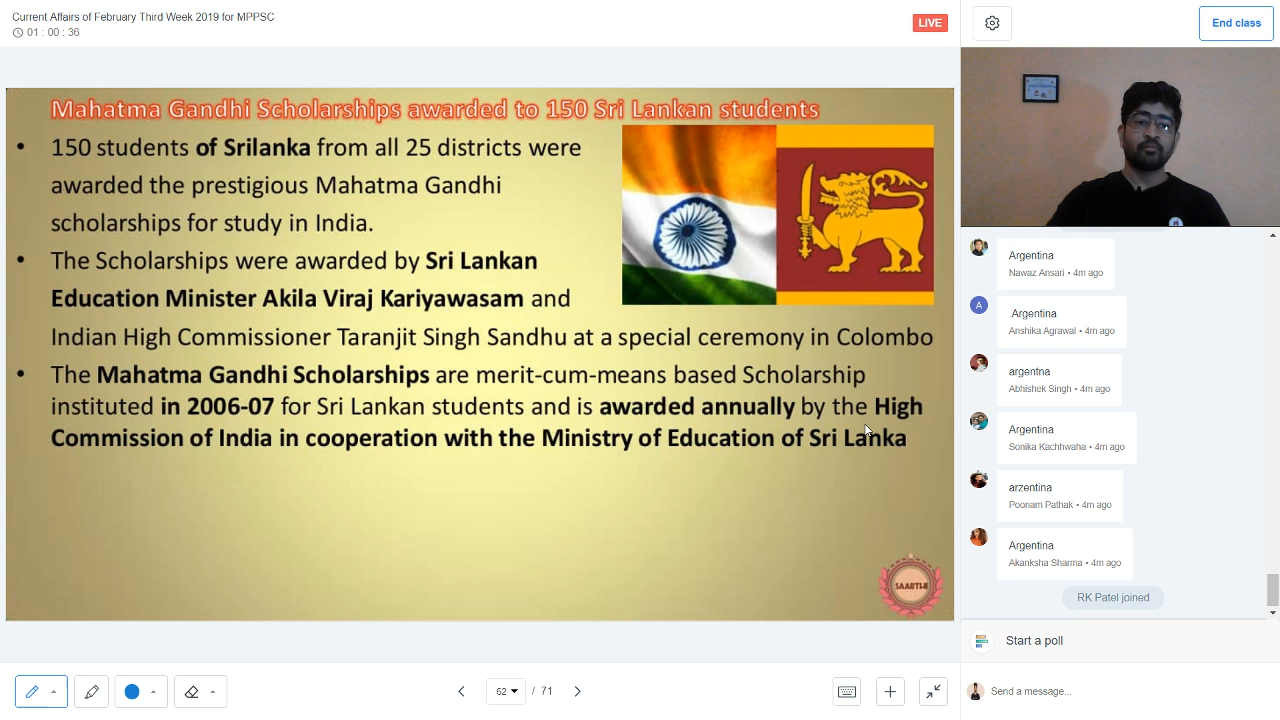 Current Affairs of February Third Week 2019 for MPPSC
01 : 00 : 36
LIVE
End class
Mahatma Gandhi Scholarships awarded to 150 Sri Lankan students
• 150 students of Srilanka from all 25 districts were
awarded the prestigious Mahatma Gandhi
scholarships for study in India.
• The Scholarships were awarded by Sri Lankan
Education Minister Akila Viraj Kariyawasam and
Indian High Commissioner Taranjit Singh Sandhu at a special ceremony in Colombo
• The Mahatma Gandhi Scholarships are merit-cum-means based Scholarship
instituted in 2006-07 for Sri Lankan students and is awarded annually by the High
Commission of India in cooperation with the Ministry of Education of Sri Lanka
SAARTHI
Argentina
Nawaz Ansari • 4m ago
A
Argentina
Anshika Agrawal • 4m ago
argentna
Abhishek Singh • 4m ago
Argentina
Sonika Kachhwaha • 4m ago
arzentina
Poonam Pathak • 4m ago
Argentina
Akanksha Sharma • 4m ago
RK Patel joined
Start a poll
Send a message...
62 / 71